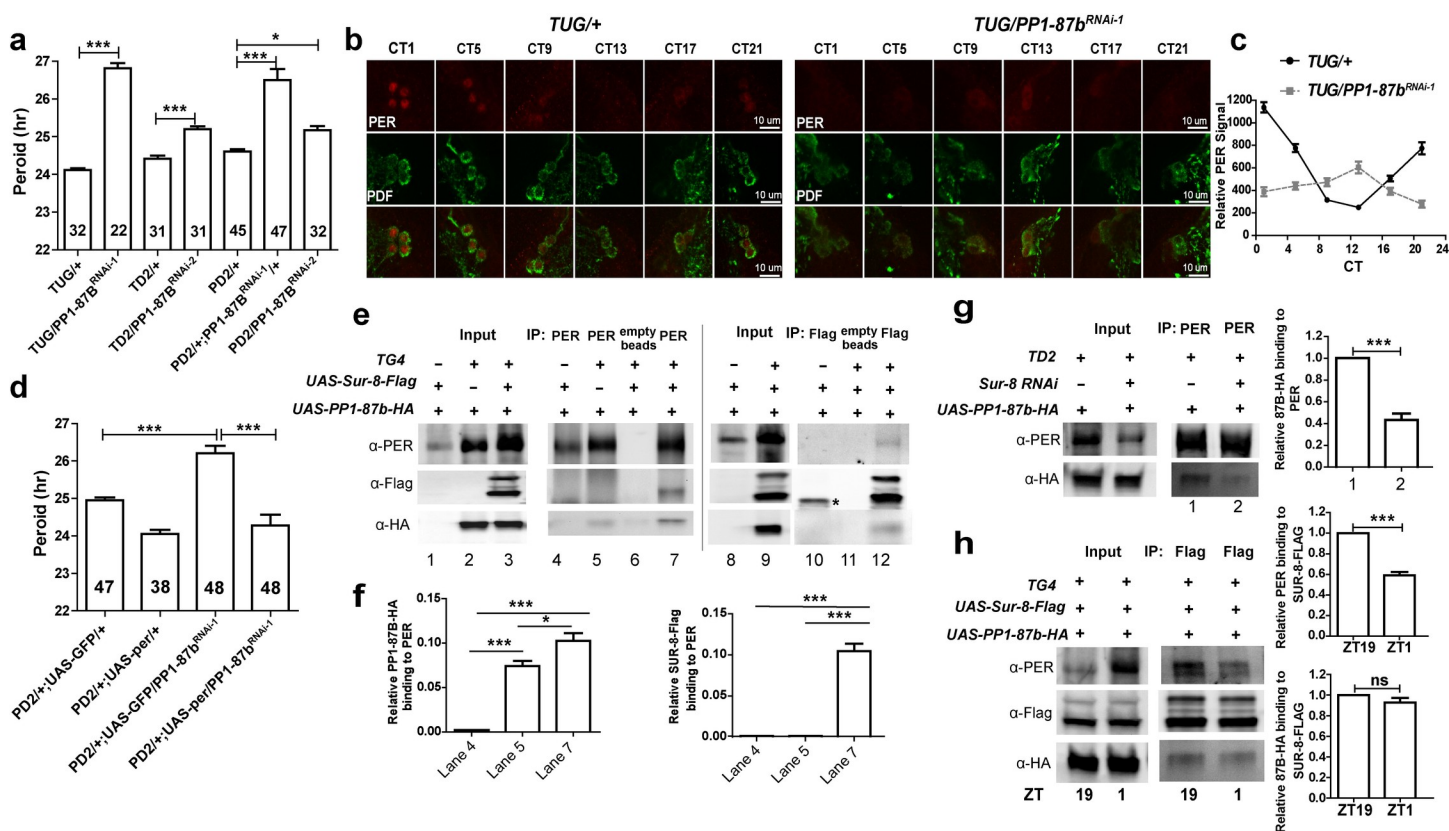 a
Peroid (hr)
27
26
25
24
23
22
***
***
***
*
32
22
31
31
45
47
32
TUG/+
TUG/PP1-87B^RNAi-1
TD2/+
TD2/PP1-87B^RNAi-2
PD2/+
PD2/+;PP1-87B^RNAi-1/+
PD2/PP1-87B^RNAi-2
b
TUG/+
TUG/PP1-87b^RNAi-1
CT1 CT5 CT9 CT13 CT17 CT21
CT1 CT5 CT9 CT13 CT17 CT21
PER
10 um
PER
10 um
PDF
10 um
PDF
10 um
10 um
10 um
c
TUG/+
TUG/PP1-87b^RNAi-1
Relative PER Signal
1200
1000
800
600
400
200
0 4 8 12 16 20 24
CT
d
Peroid (hr)
27
26
25
24
23
22
***
***
47
38
48
48
PD2/+;UAS-GFP/+
PD2/+;UAS-per/+
PD2/+;UAS-GFP/PP1-87b^RNAi-1
PD2/+;UAS-per/PP1-87b^RNAi-1
e
Input IP: PER PER empty beads PER
Input IP: Flag empty beads Flag
TG4 – + + – + + + – + – + +
UAS-Sur-8-Flag + – + + – + + + + + + +
UAS-PP1-87b-HA + + + + + + + + + + + +
α-PER
α-Flag
*
α-HA
1 2 3 4 5 6 7 8 9 10 11 12
f
Relative PP1-87B-HA
binding to PER
0.15
0.10
0.05
0.00
***
***
*
Lane 4
Lane 5
Lane 7
Relative SUR-8-Flag
binding to PER
0.15
0.10
0.05
0.00
***
***
Lane 4
Lane 5
Lane 7
g
Input IP: PER PER
TD2 + + + +
Sur-8 RNAi – + – +
UAS-PP1-87b-HA + + + +
α-PER
α-HA
1 2
Relative 87B-HA binding to
PER
1.0
0.8
0.6
0.4
0.2
0.0
***
1 2
h
Input IP: Flag Flag
TG4 + + + +
UAS-Sur-8-Flag + + + +
UAS-PP1-87b-HA + + + +
α-PER
α-Flag
α-HA
ZT 19 1 19 1
Relative PER binding to
SUR-8-FLAG
1.0
0.8
0.6
0.4
0.2
0.0
***
ZT19 ZT1
Relative 87B-HA binding to
SUR-8-FLAG
1.0
0.8
0.6
0.4
0.2
0.0
ns
ZT19 ZT1